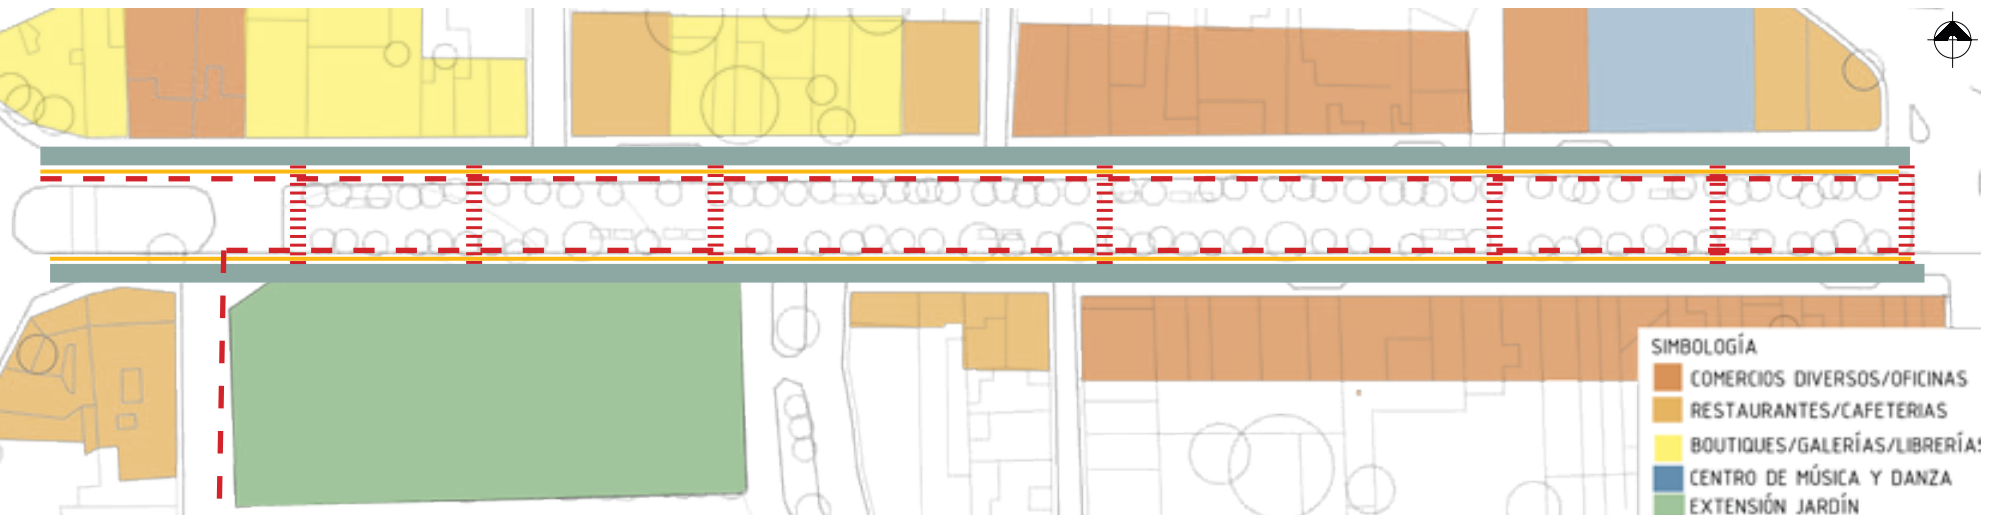 SIMBOLOGÍA
COMERCIOS DIVERSOS/OFICINAS
RESTAURANTES/CAFETERIAS
BOUTIQUES/GALERÍAS/LIBRERÍAS
CENTRO DE MÚSICA Y DANZA
EXTENSIÓN JARDÍN